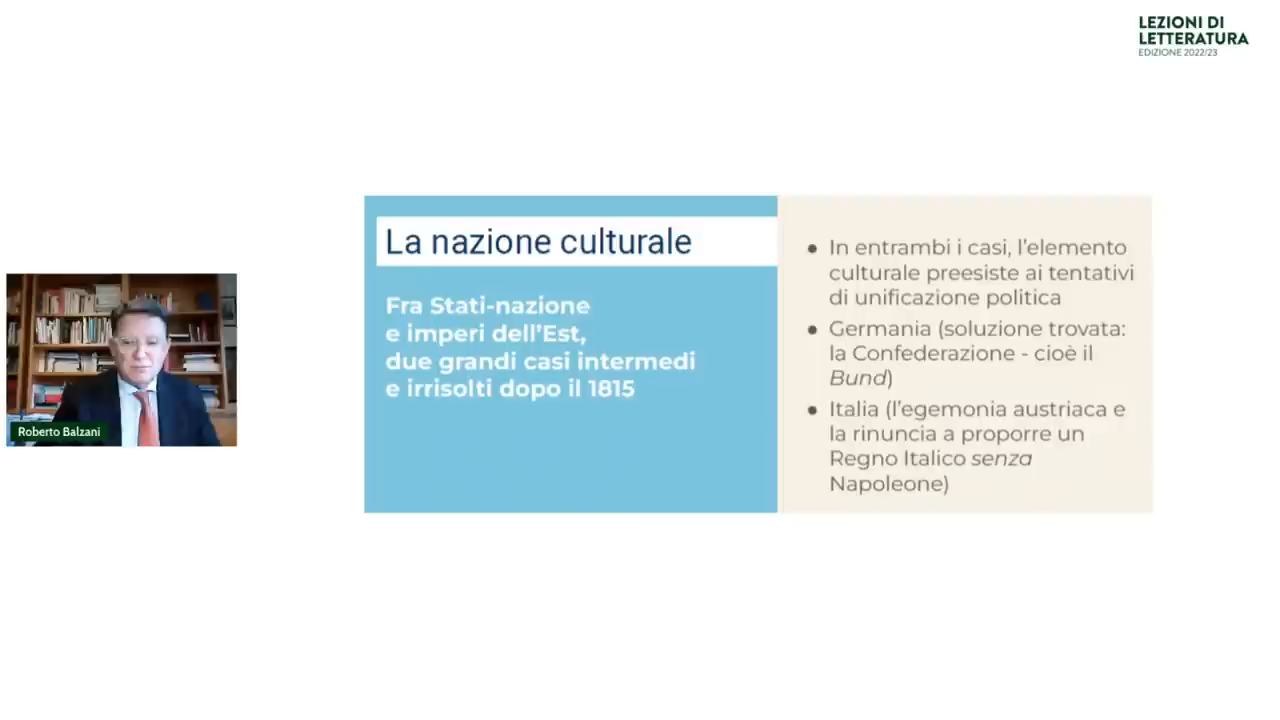 LEZIONI DI
LETTERATURA
EDIZIONE 2022/23
La nazione culturale
Fra Stati-nazione
e imperi dell'Est,
due grandi casi intermedi
e irrisolti dopo il 1815
● In entrambi i casi, l'elemento
culturale preesiste ai tentativi
di unificazione politica
● Germania (soluzione trovata:
la Confederazione - cioè il
Bund)
● Italia (l'egemonia austriaca e
la rinuncia a proporre un
Regno Italico senza
Napoleone)
Roberto Balzani